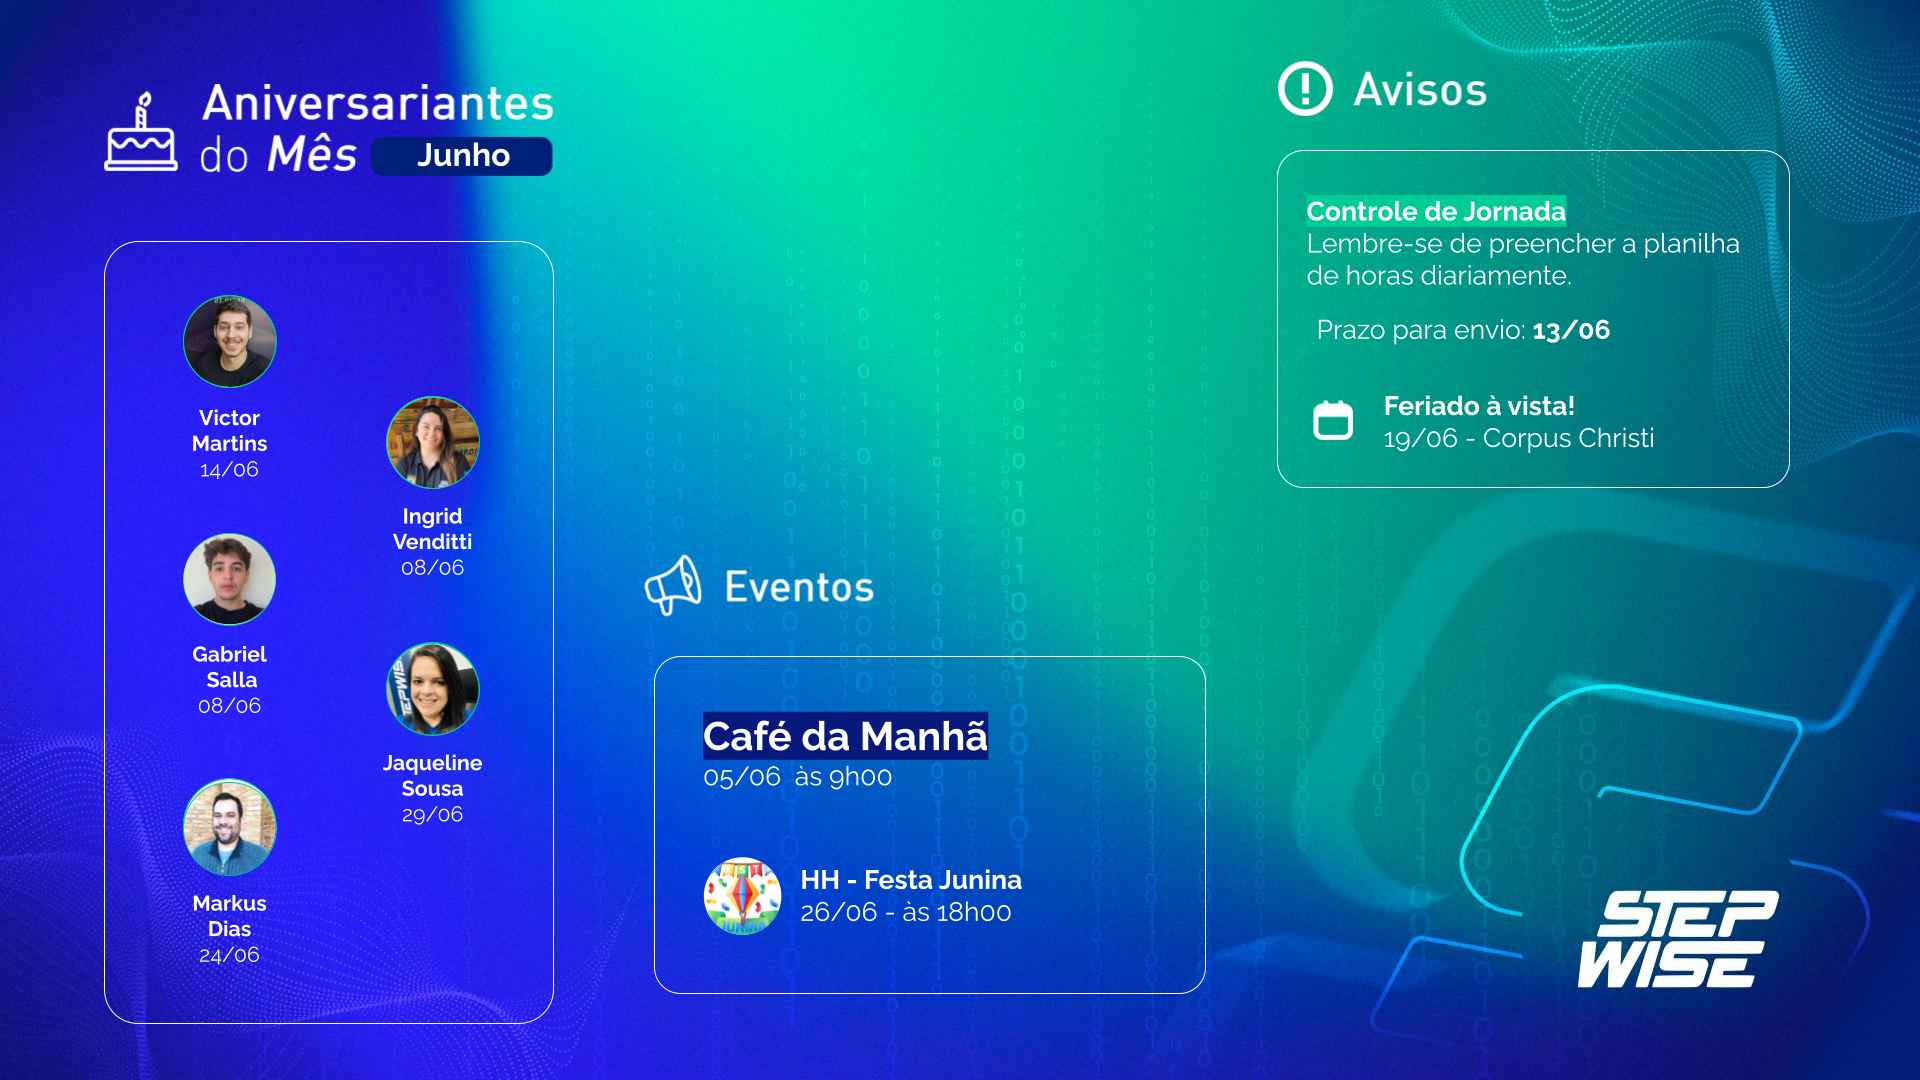 Aniversariantes
do Mês Junho
Victor
Martins
14/06
Ingrid
Venditti
08/06
Gabriel
Salla
08/06
Jaqueline
Sousa
29/06
Markus
Dias
24/06
Eventos
Café da Manhã
05/06 às 9h00
HH - Festa Junina
26/06 - às 18h00
Avisos
Controle de Jornada
Lembre-se de preencher a planilha
de horas diariamente.
Prazo para envio: 13/06
Feriado à vista!
19/06 - Corpus Christi
STEP
WISE